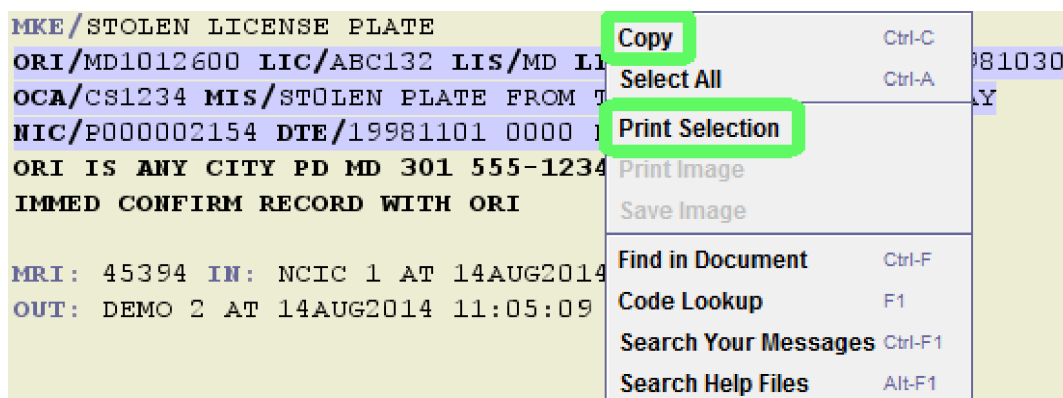 MKE/STOLEN LICENSE PLATE
ORI/MD1012600 LIC/ABC132 LIS/MD 981030
OCA/CS1234 MIS/STOLEN PLATE FROM
NIC/P000002154 DTE/19981101 0000
ORI IS ANY CITY PD MD 301 555-1234
IMMED CONFIRM RECORD WITH ORI
MRI: 45394 IN: NCIC 1 AT 14AUG2014
OUT: DEMO 2 AT 14AUG2014 11:05:09
Copy Ctrl-C
Select All Ctrl-A
Print Selection
Print Image
Save Image
Find in Document Ctrl-F
Code Lookup F1
Search Your Messages Ctrl-F1
Search Help Files Alt-F1